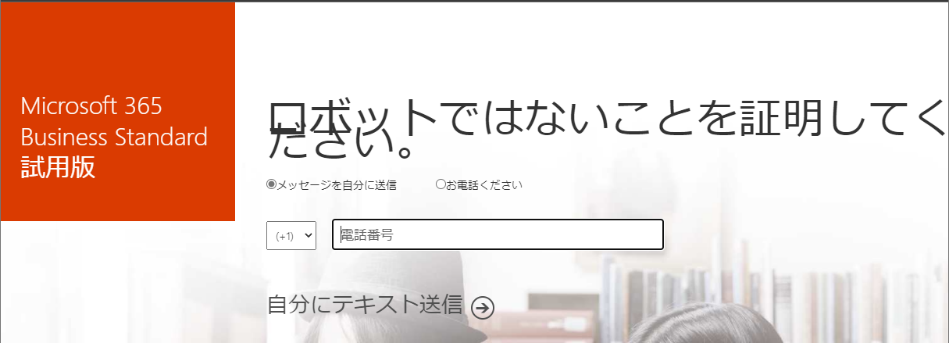 Microsoft 365
Business Standard
試用版
ロボットではないことを証明してく
ださい。
メッセージを自分に送信 お電話ください
(+1) 電話番号
自分にテキスト送信